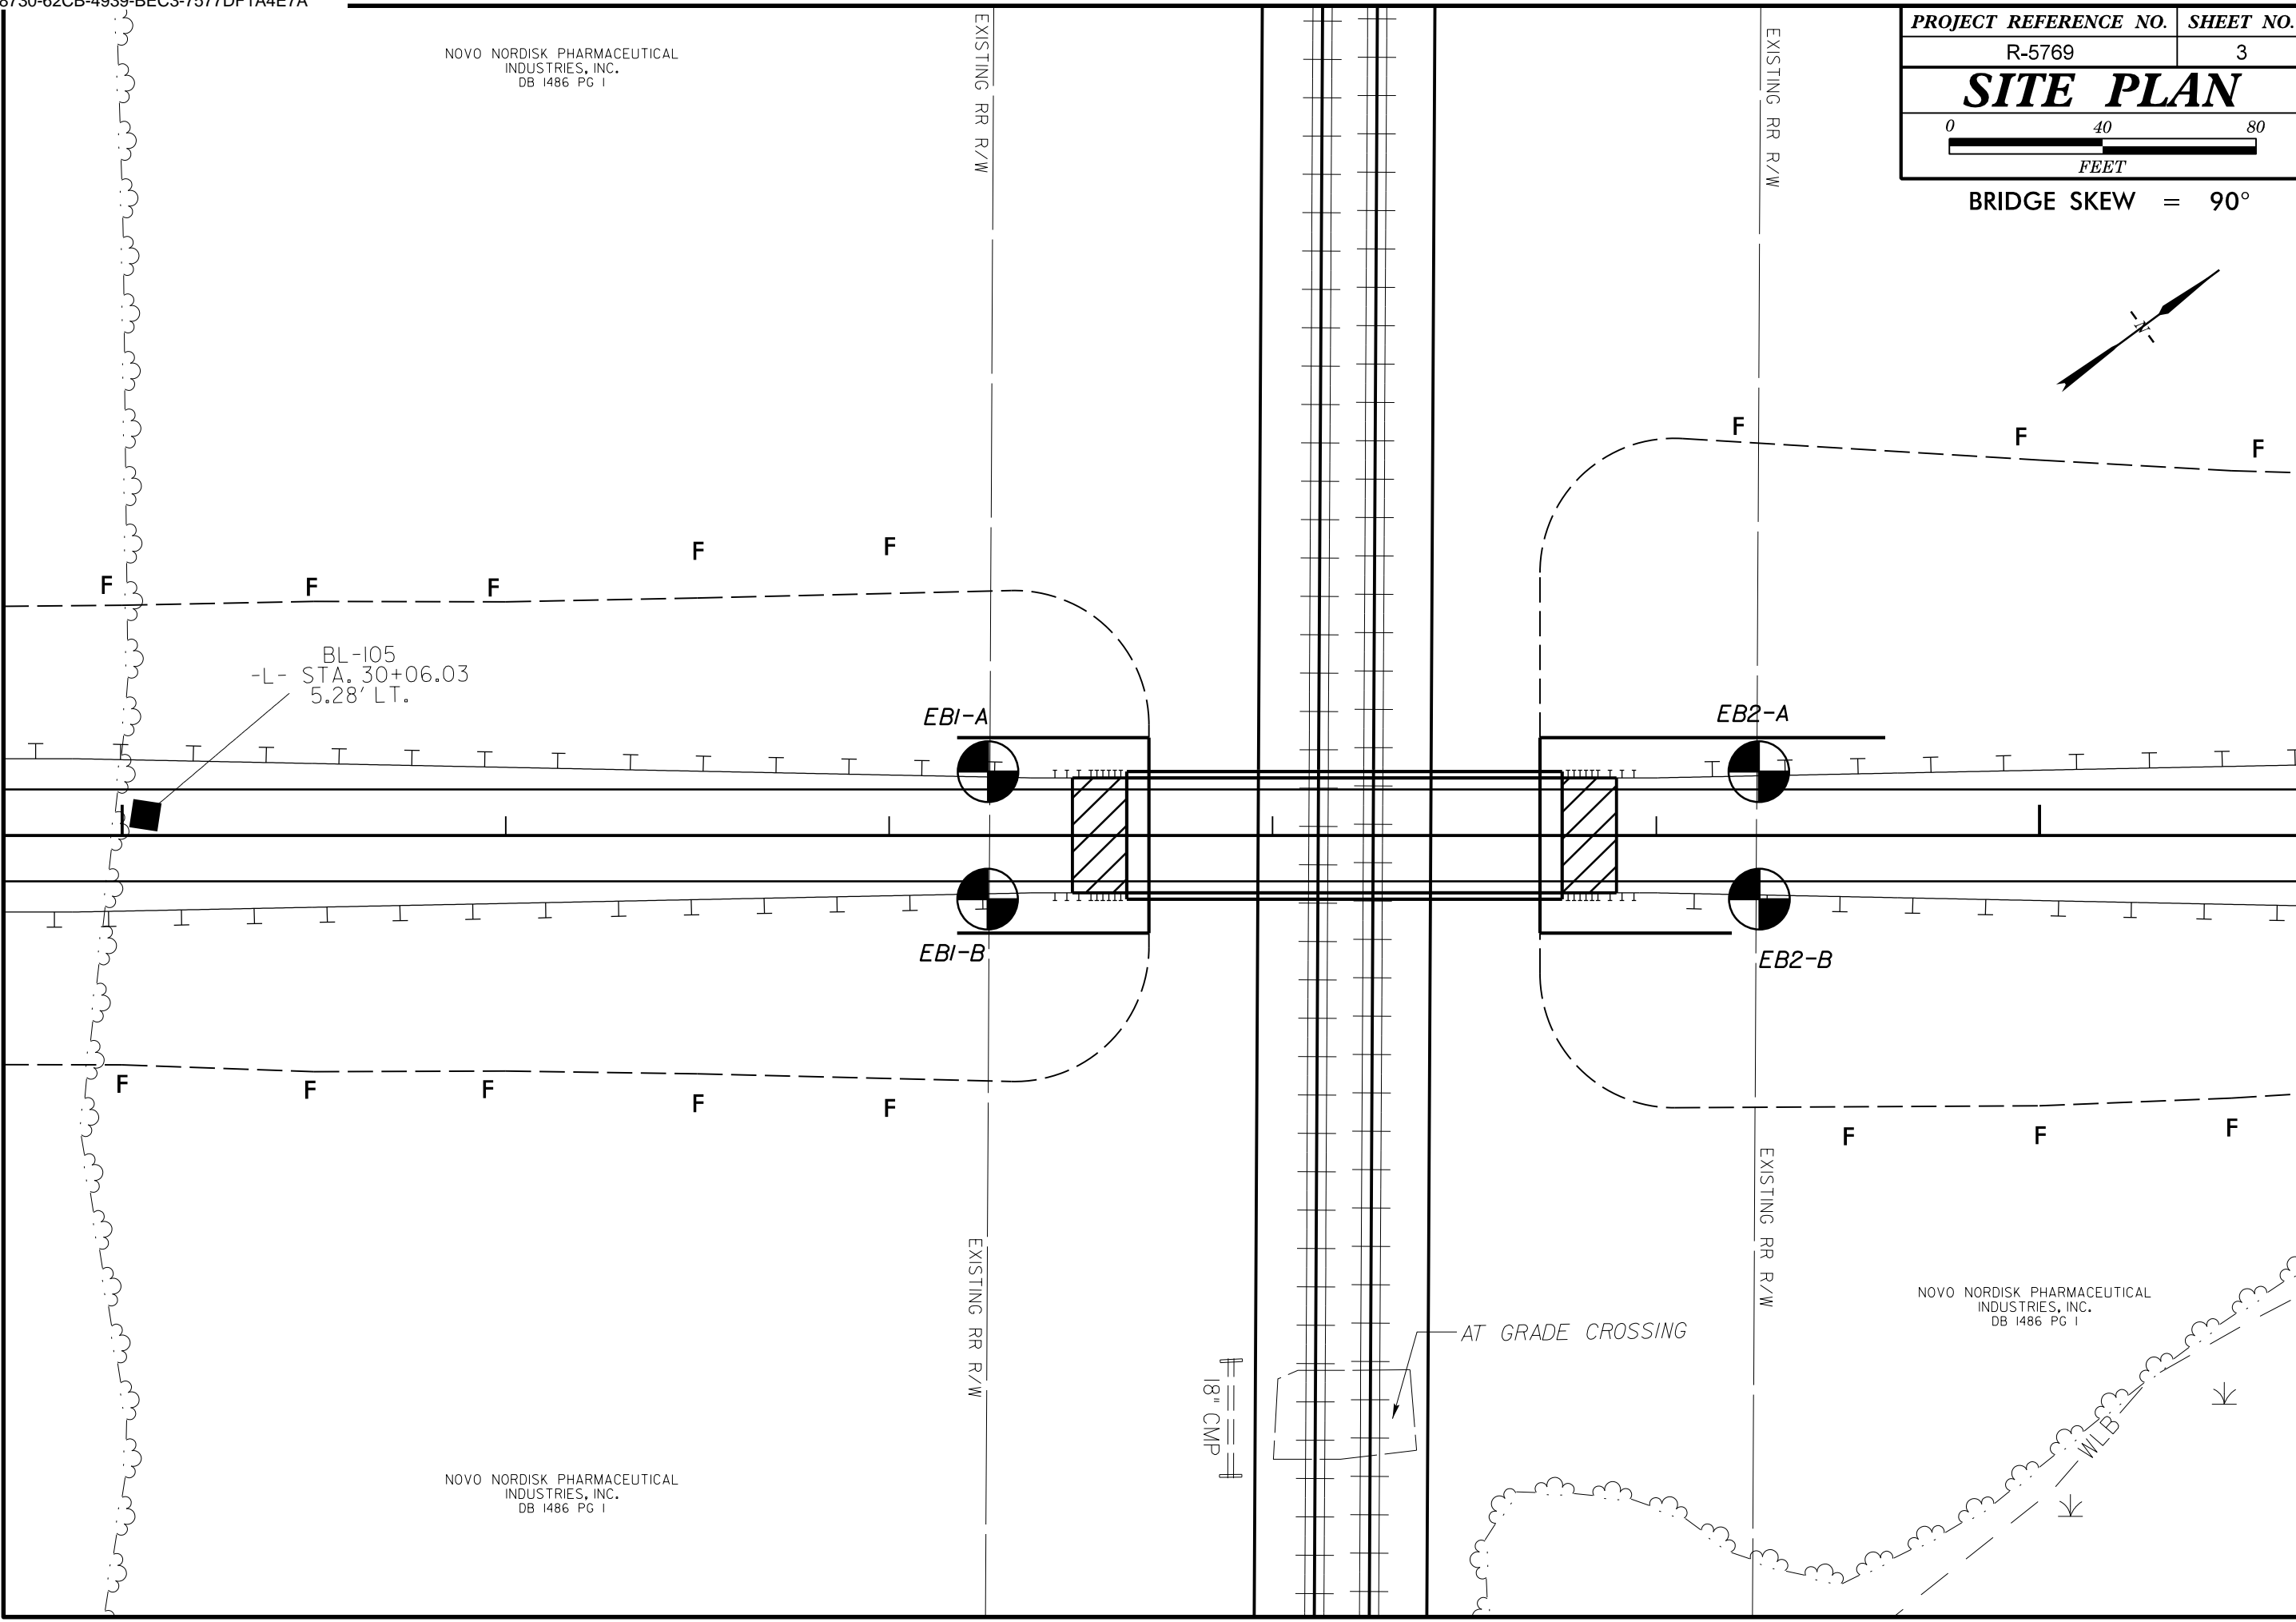 PROJECT REFERENCE NO. SHEET NO.
R-5769 3
SITE PLAN
0 40 80
FEET
BRIDGE SKEW = 90°
NOVO NORDISK PHARMACEUTICAL
INDUSTRIES, INC.
DB 1486 PG 1
EXISTING RR R/W
EXISTING RR R/W
N
F
F
F
F
F
F
F
F
BL-105
-L- STA. 30+06.03
5.28' LT.
EB1-A
EB2-A
EB1-B
EB2-B
F
F
F
F
F
F
F
F
EXISTING RR R/W
EXISTING RR R/W
NOVO NORDISK PHARMACEUTICAL
INDUSTRIES, INC.
DB 1486 PG 1
AT GRADE CROSSING
18" CMP
WLB
NOVO NORDISK PHARMACEUTICAL
INDUSTRIES, INC.
DB 1486 PG 1